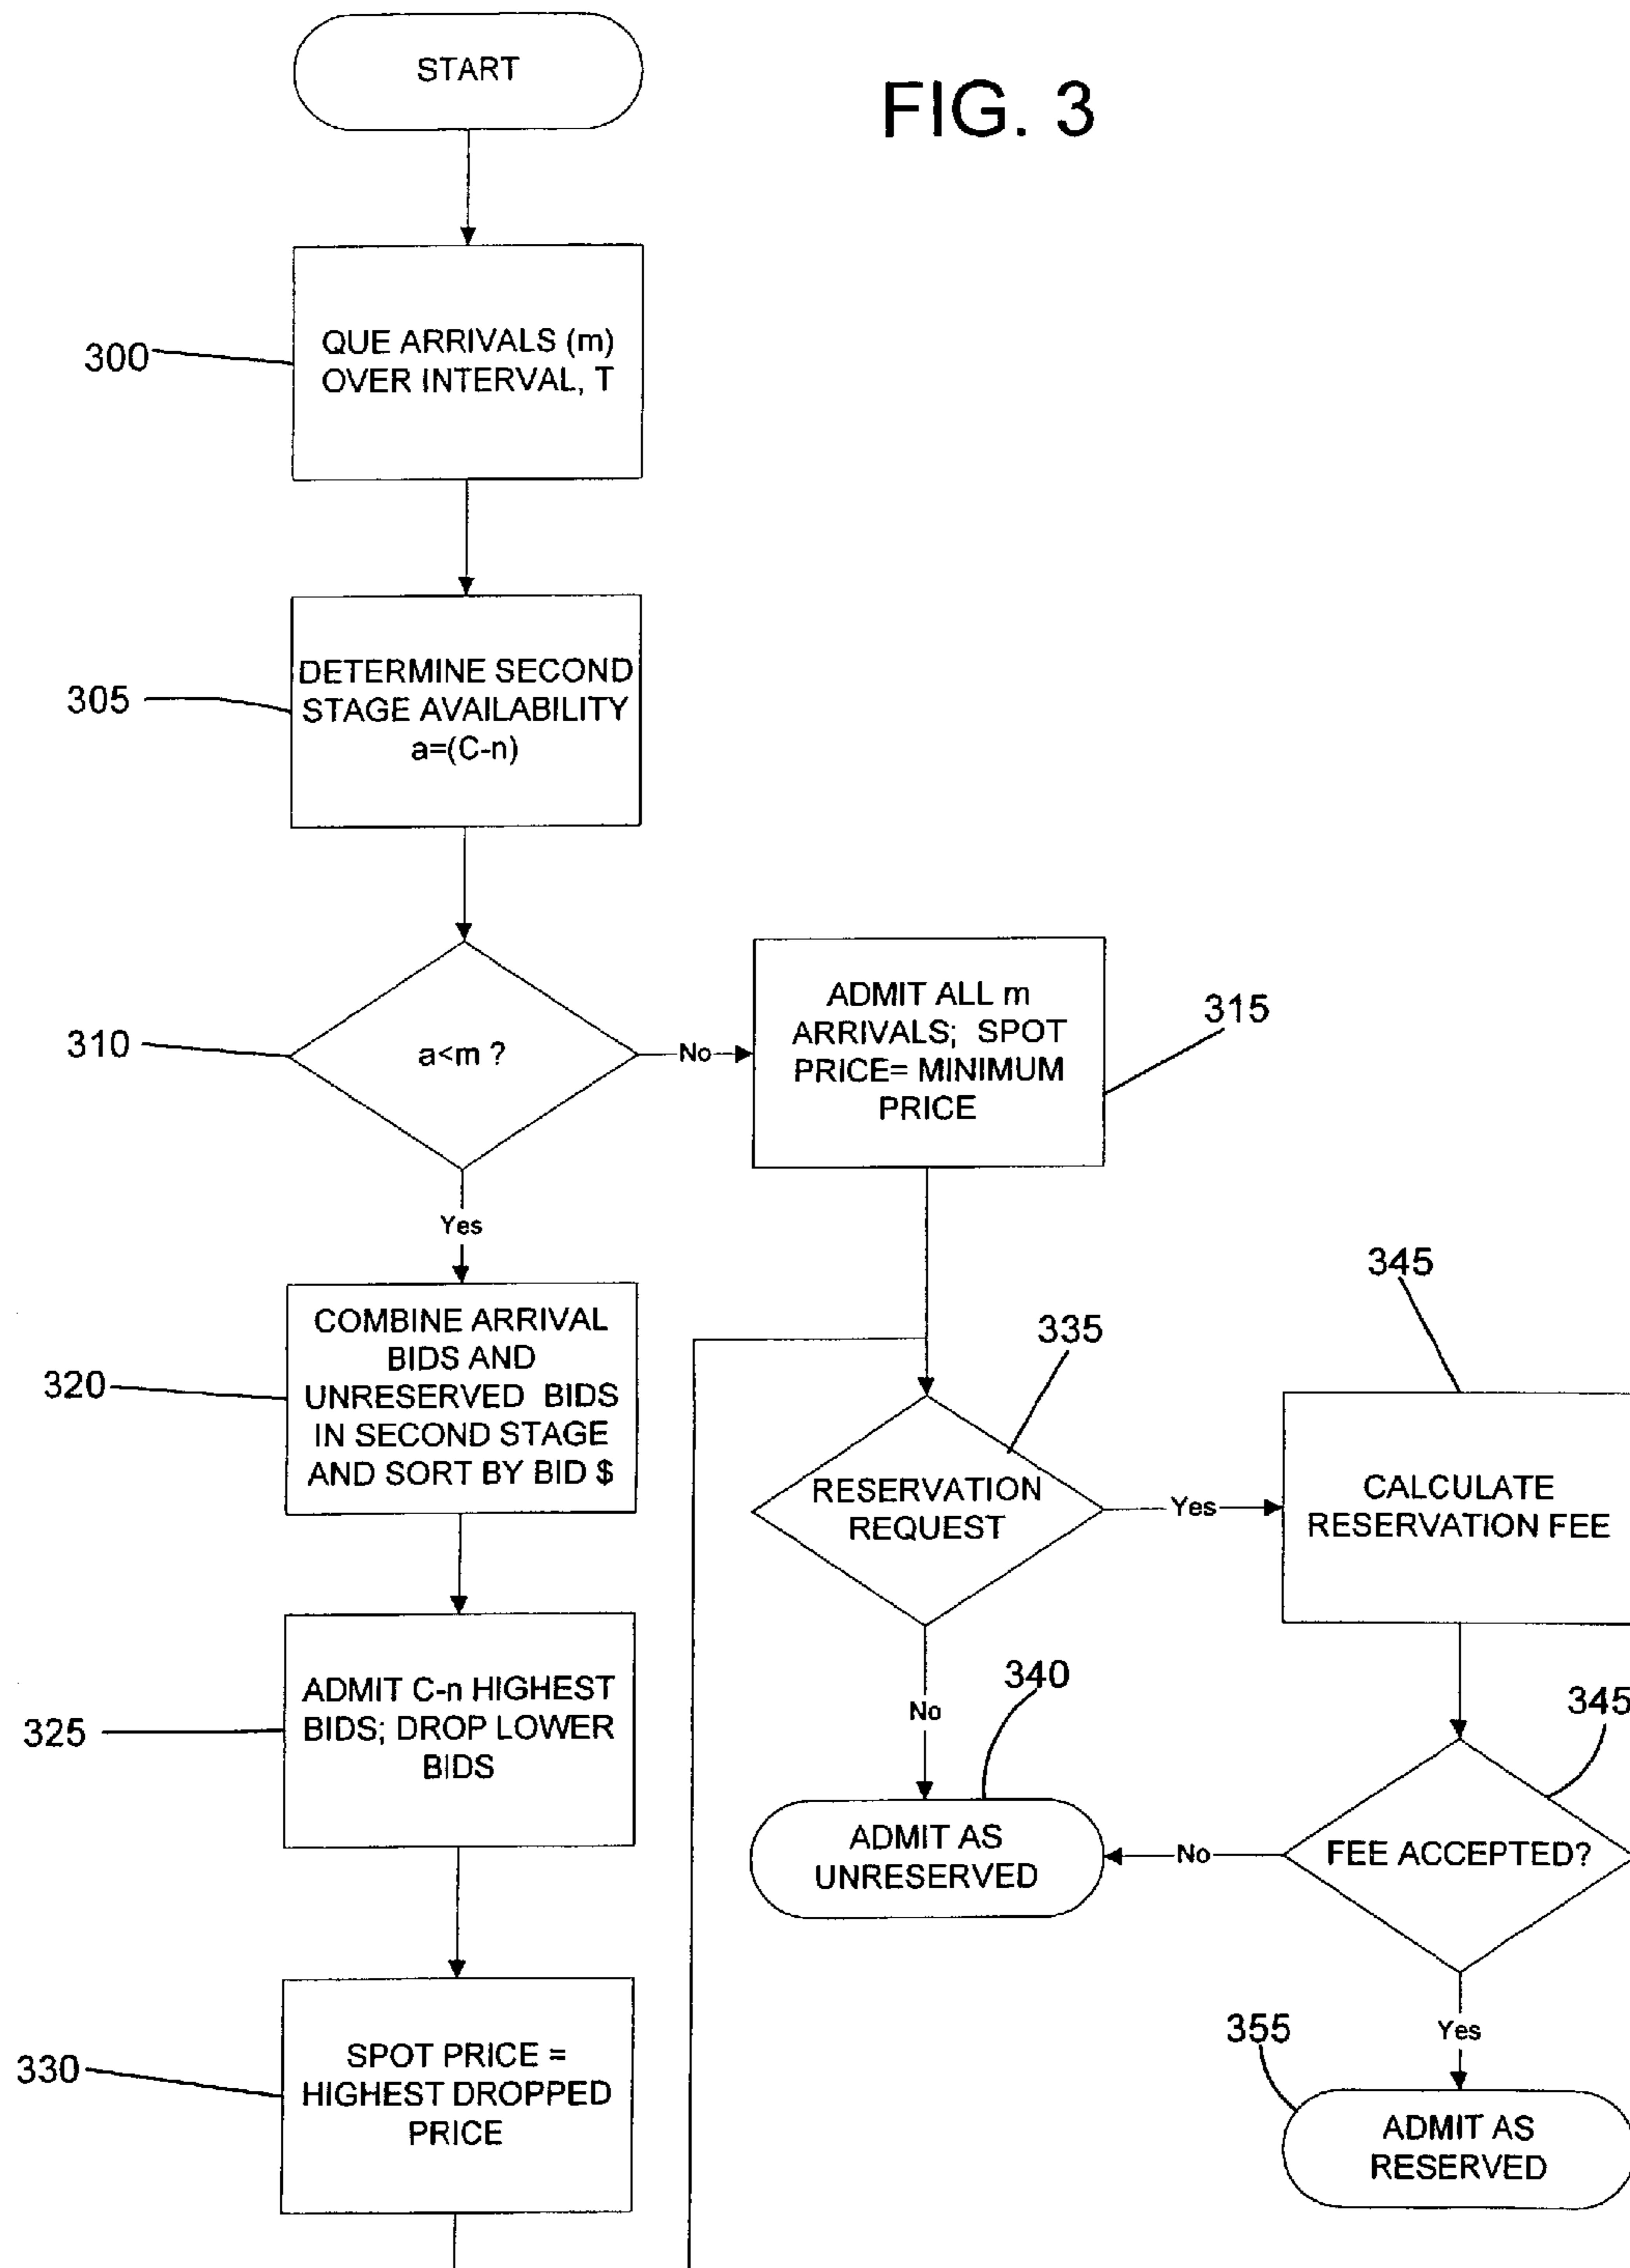 START
FIG. 3
300
QUE ARRIVALS (m)
OVER INTERVAL, T
305
DETERMINE SECOND
STAGE AVAILABILITY
a=(C-n)
310
a<m ?
No
ADMIT ALL m
ARRIVALS; SPOT
PRICE= MINIMUM
PRICE
315
Yes
320
COMBINE ARRIVAL
BIDS AND
UNRESERVED BIDS
IN SECOND STAGE
AND SORT BY BID $
335
RESERVATION
REQUEST
Yes
345
CALCULATE
RESERVATION FEE
325
ADMIT C-n HIGHEST
BIDS; DROP LOWER
BIDS
No
340
ADMIT AS
UNRESERVED
No
345
FEE ACCEPTED?
330
SPOT PRICE =
HIGHEST DROPPED
PRICE
Yes
355
ADMIT AS
RESERVED